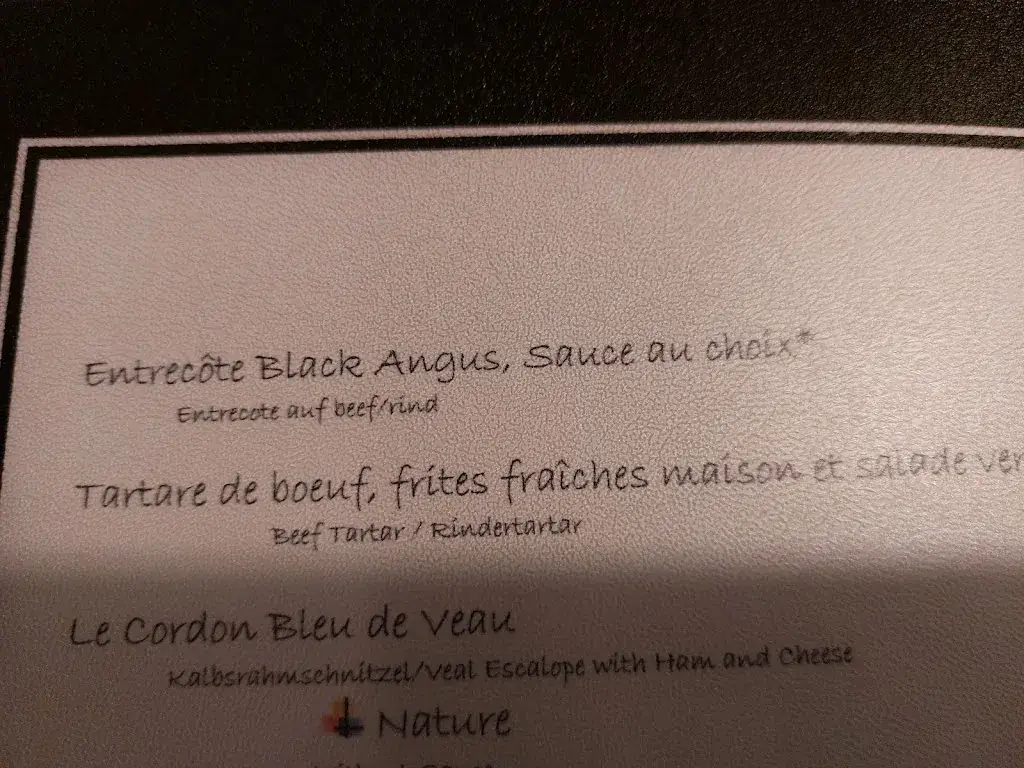 Entrecôte Black Angus, Sauce au choix*
Entrecote auf beef/rind
Tartare de boeuf, frites fraîches maison et salade
Beef Tartar / Rindertartar
Le Cordon Bleu de Veau
Kalbsrahmschnitzel/Veal Escalope with Ham and Cheese
Nature